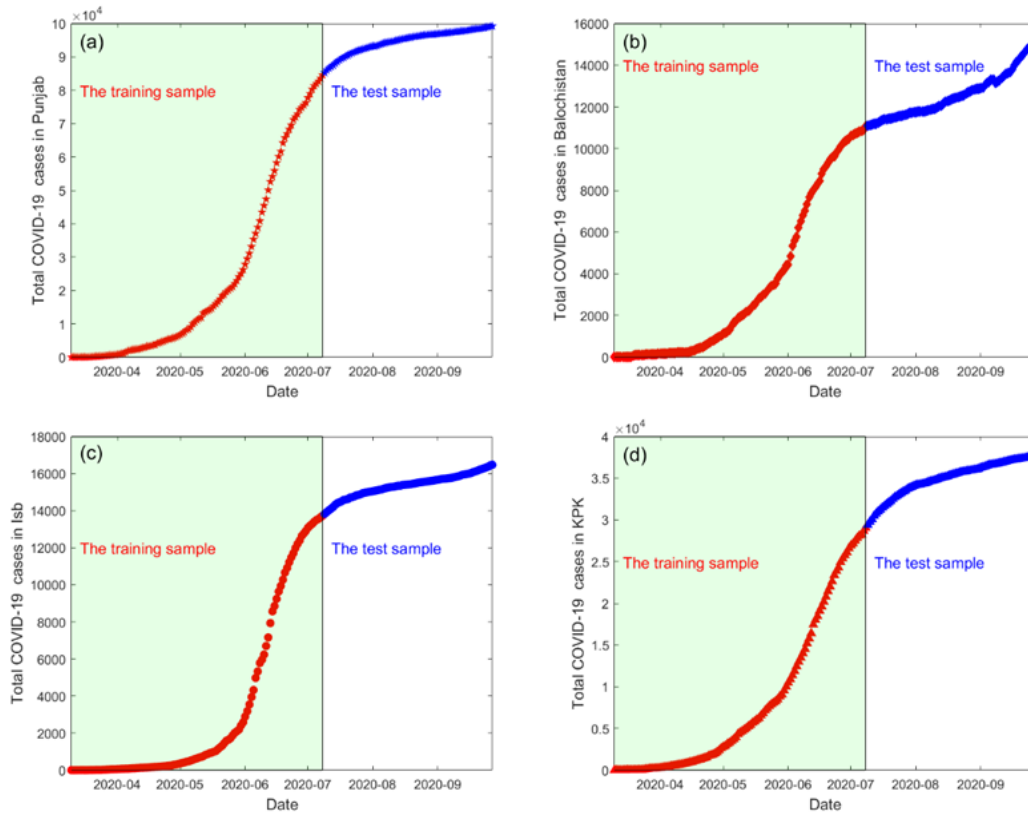 ×10⁴
(a)
Total COVID-19 cases in Punjab
10
9
8
7
6
5
4
3
2
1
0
The training sample
The test sample
2020-04 2020-05 2020-06 2020-07 2020-08 2020-09
Date
(b)
Total COVID-19 cases in Balochistan
16000
14000
12000
10000
8000
6000
4000
2000
0
The training sample
The test sample
2020-04 2020-05 2020-06 2020-07 2020-08 2020-09
Date
(c)
Total COVID-19 cases in Isb
18000
16000
14000
12000
10000
8000
6000
4000
2000
0
The training sample
The test sample
2020-04 2020-05 2020-06 2020-07 2020-08 2020-09
Date
×10⁴
(d)
Total COVID-19 cases in KPK
4
3.5
3
2.5
2
1.5
1
0.5
0
The training sample
The test sample
2020-04 2020-05 2020-06 2020-07 2020-08 2020-09
Date